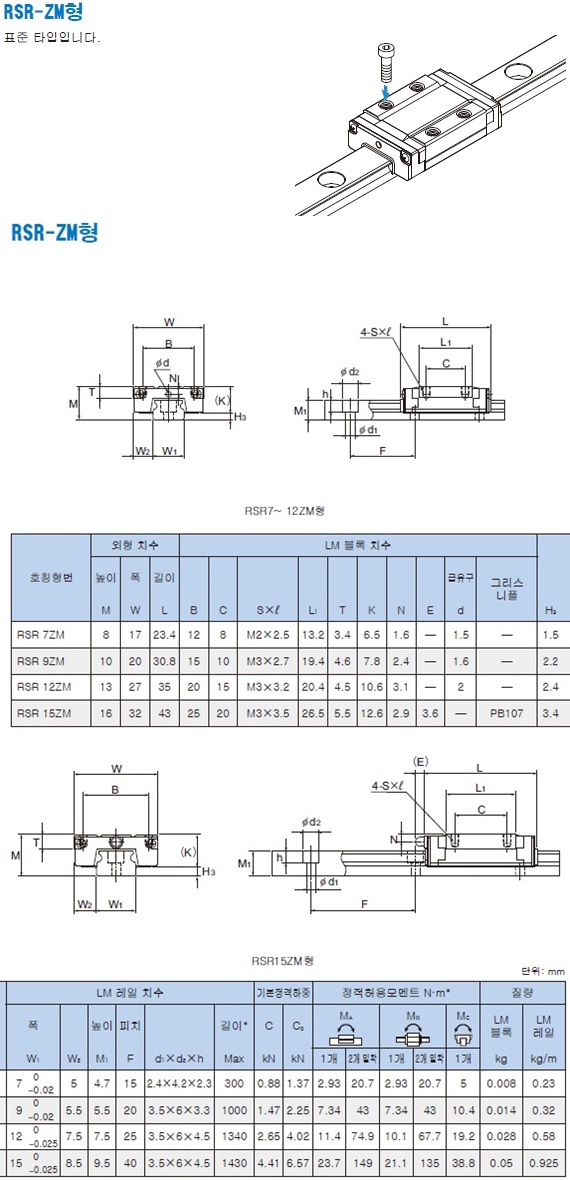 RSR-ZM형
표준 타입입니다.
RSR-ZM형
W
B
ϕd
N
T
M
(K)
H3
W2
W1
L
4-S×ℓ
L1
C
ϕd2
h
M1
ϕd1
F
RSR7~ 12ZM형
호칭형번 외형 치수 LM 블록 치수
높이 폭 길이 급유구 그리스 니플
M W L B C S×ℓ L1 T K N E d H3
RSR 7ZM 8 17 23.4 12 8 M2×2.5 13.2 3.4 6.5 1.6 — 1.5 — 1.5
RSR 9ZM 10 20 30.8 15 10 M3×2.7 19.4 4.6 7.8 2.4 — 1.6 — 2.2
RSR 12ZM 13 27 35 20 15 M3×3.2 20.4 4.5 10.6 3.1 — 2 — 2.4
RSR 15ZM 16 32 43 25 20 M3×3.5 26.5 5.5 12.6 2.9 3.6 — PB107 3.4
W
B
T
M
(K)
H3
W2
W1
(E)
L
4-S×ℓ
L1
C
ϕd2
N
h
M1
ϕd1
F
RSR15ZM형
단위: mm
LM 레일 치수 기본정격하중 정적허용모멘트 N·m* 질량
폭 높이 피치 길이* C C0 MA MB MC LM 블록 LM 레일
W1 W2 M1 F d1×d2×h Max kN kN 1개 2개 밀착 1개 2개 밀착 1개 kg kg/m
7 0 -0.02 5 4.7 15 2.4×4.2×2.3 300 0.88 1.37 2.93 20.7 2.93 20.7 5 0.008 0.23
9 0 -0.02 5.5 5.5 20 3.5×6×3.3 1000 1.47 2.25 7.34 43 7.34 43 10.4 0.014 0.32
12 0 -0.025 7.5 7.5 25 3.5×6×4.5 1340 2.65 4.02 11.4 74.9 10.1 67.7 19.2 0.028 0.58
15 0 -0.025 8.5 9.5 40 3.5×6×4.5 1430 4.41 6.57 23.7 149 21.1 135 38.8 0.05 0.925